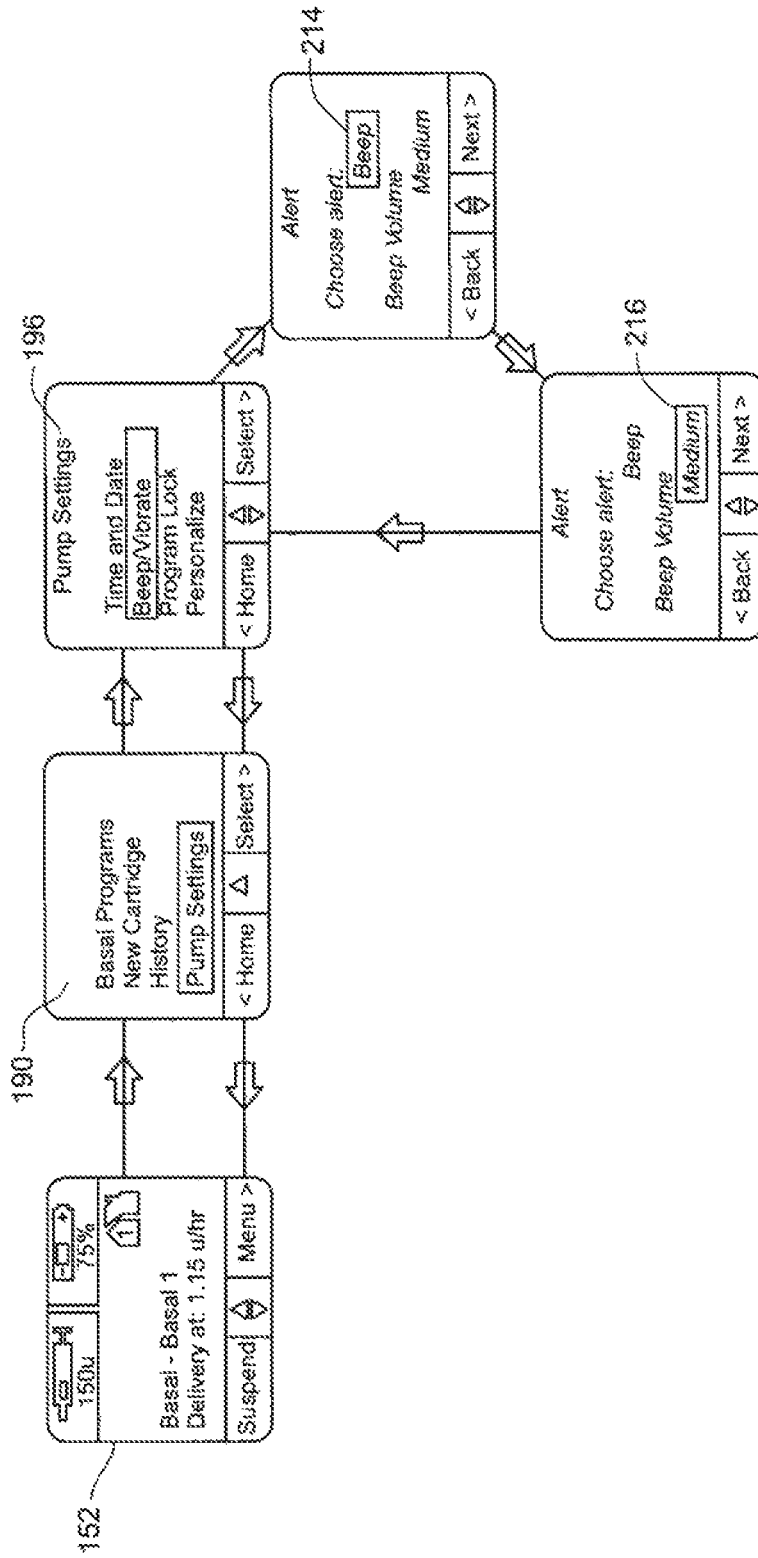 152
150u
75%
1
Basal - Basal 1
Delivery at: 1.15 u/hr
Suspend
Menu >
190
Basal Programs
New Cartridge
History
Pump Settings
< Home
Select >
196
Pump Settings
Time and Date
Beep/Vibrate
Program Lock
Personalize
< Home
Select >
214
Alert
Choose alert:
Beep
Beep Volume
Medium
< Back
Next >
216
Alert
Choose alert:
Beep
Beep Volume
Medium
< Back
Next >